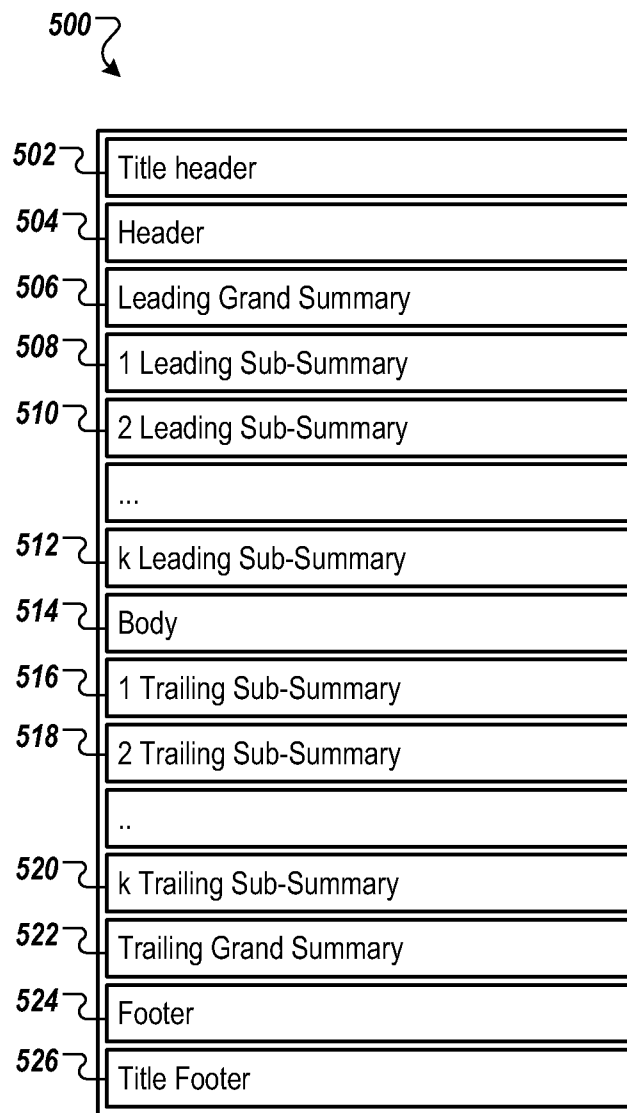 500
502 Title header
504 Header
506 Leading Grand Summary
508 1 Leading Sub-Summary
510 2 Leading Sub-Summary
...
512 k Leading Sub-Summary
514 Body
516 1 Trailing Sub-Summary
518 2 Trailing Sub-Summary
..
520 k Trailing Sub-Summary
522 Trailing Grand Summary
524 Footer
526 Title Footer